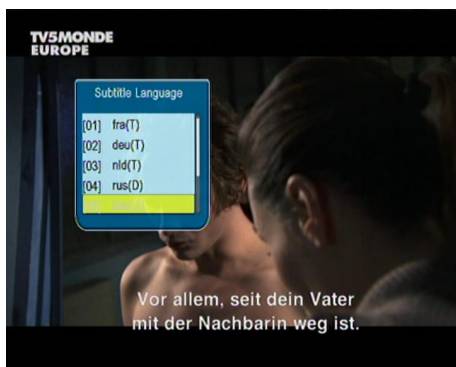 TV5MONDE
EUROPE
Subtitle Language
[01] fra(T)
[02] deu(T)
[03] nld(T)
[04] rus(D)
Vor allem, seit dein Vater
mit der Nachbarin weg ist.